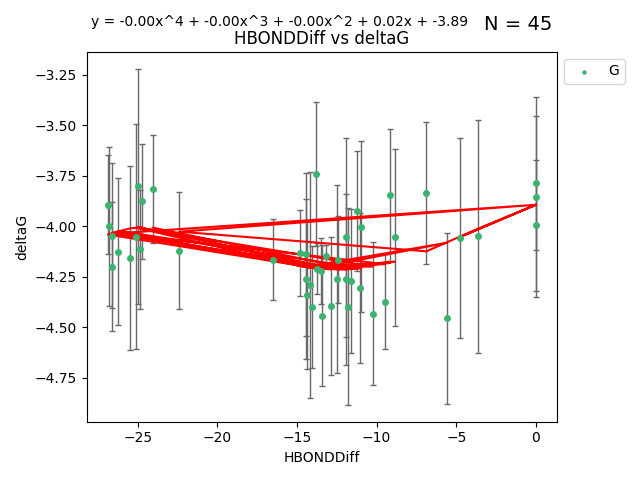 y = -0.00x^4 + -0.00x^3 + -0.00x^2 + 0.02x + -3.89 N = 45
HBONDDiff vs deltaG
G
−3.25
−3.50
−3.75
−4.00
−4.25
−4.50
−4.75
deltaG
−25 −20 −15 −10 −5 0
HBONDDiff